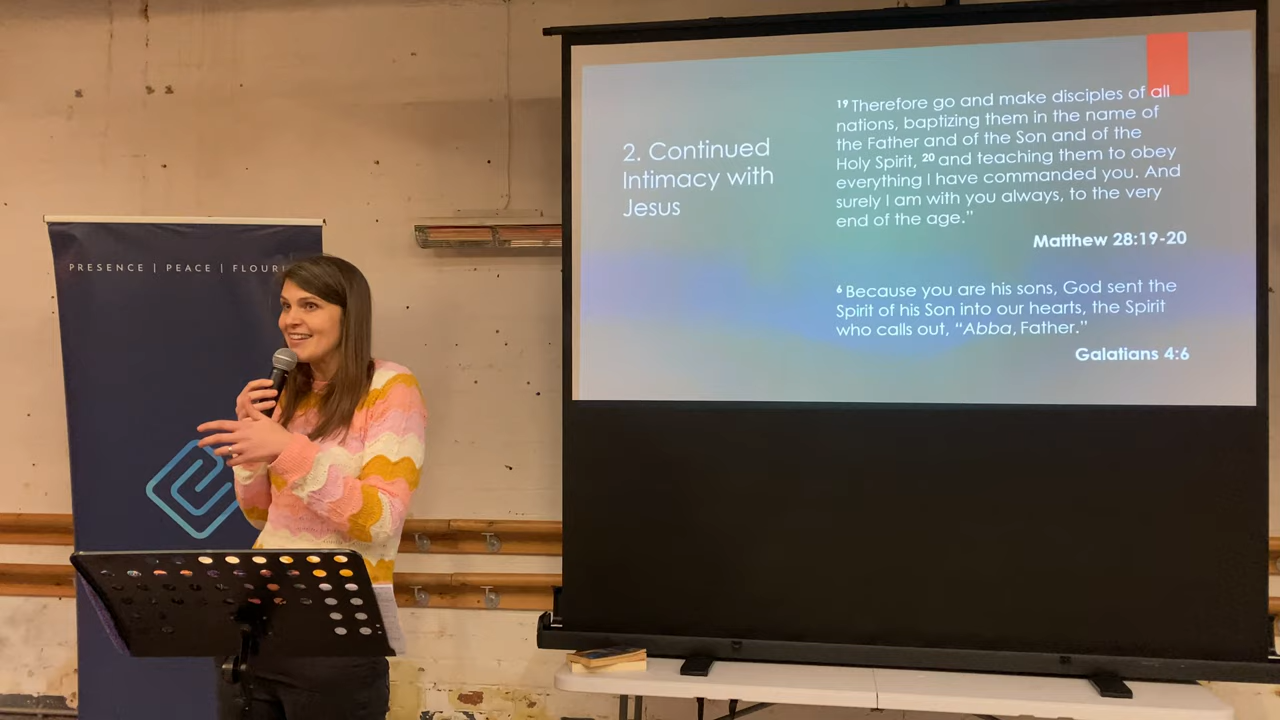 PRESENCE | PEACE |
2. Continued
Intimacy with
Jesus
19 Therefore go and make disciples of all
nations, baptizing them in the name of
the Father and of the Son and of the
Holy Spirit, 20 and teaching them to obey
everything I have commanded you. And
surely I am with you always, to the very
end of the age.”
Matthew 28:19-20
6 Because you are his sons, God sent the
Spirit of his Son into our hearts, the Spirit
who calls out, “Abba, Father.”
Galatians 4:6